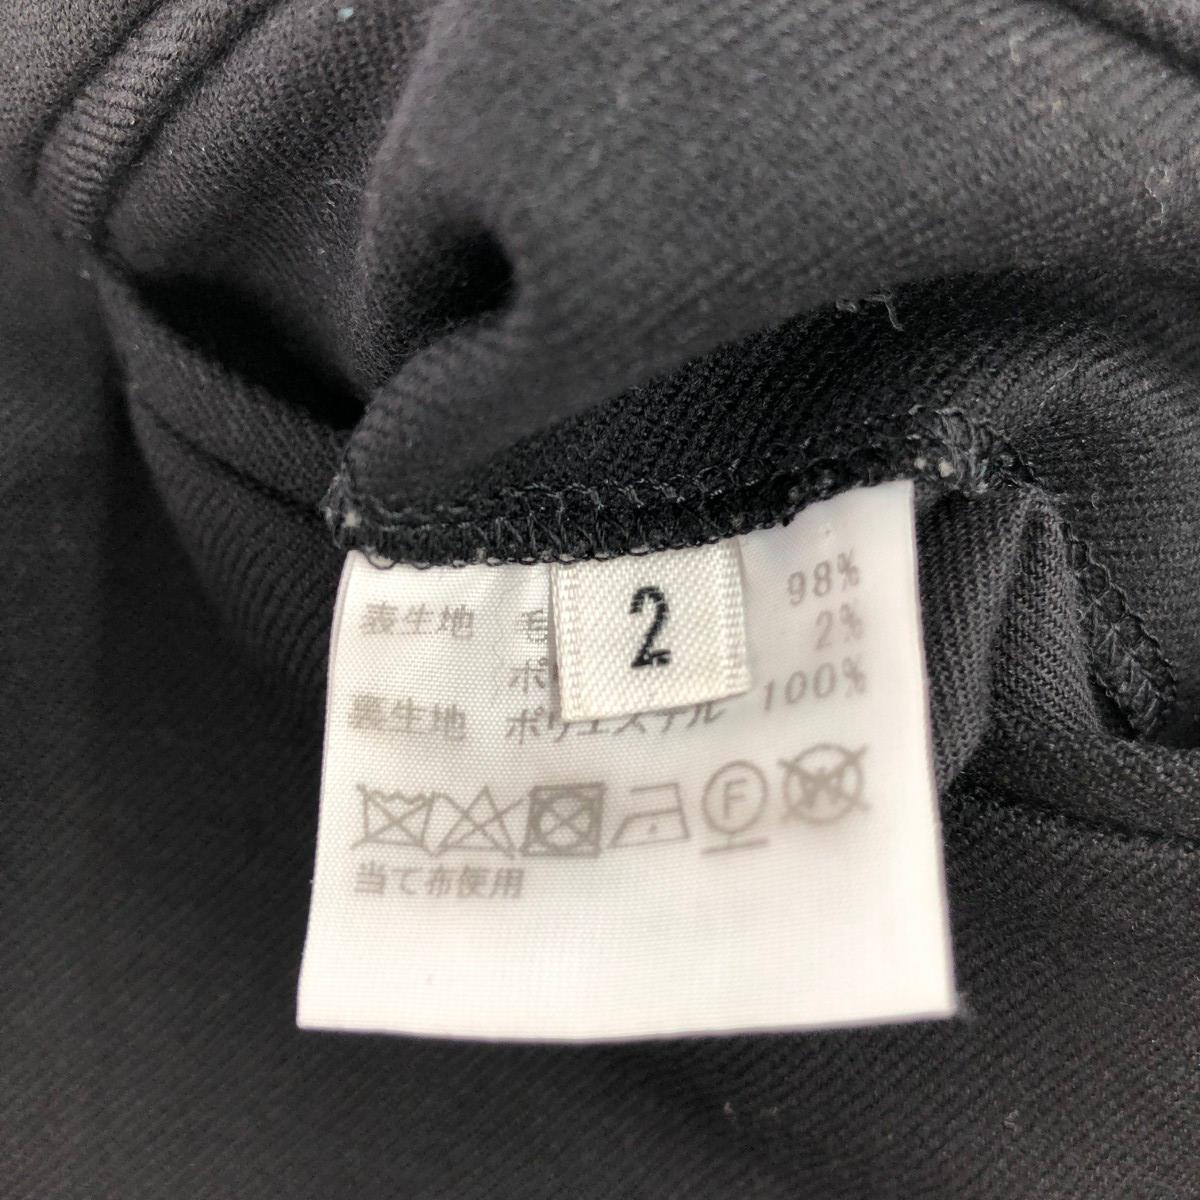 表生地 毛 98%
2
ポリ 2%
裏生地 ポリエステル 100%
F W
当て布使用